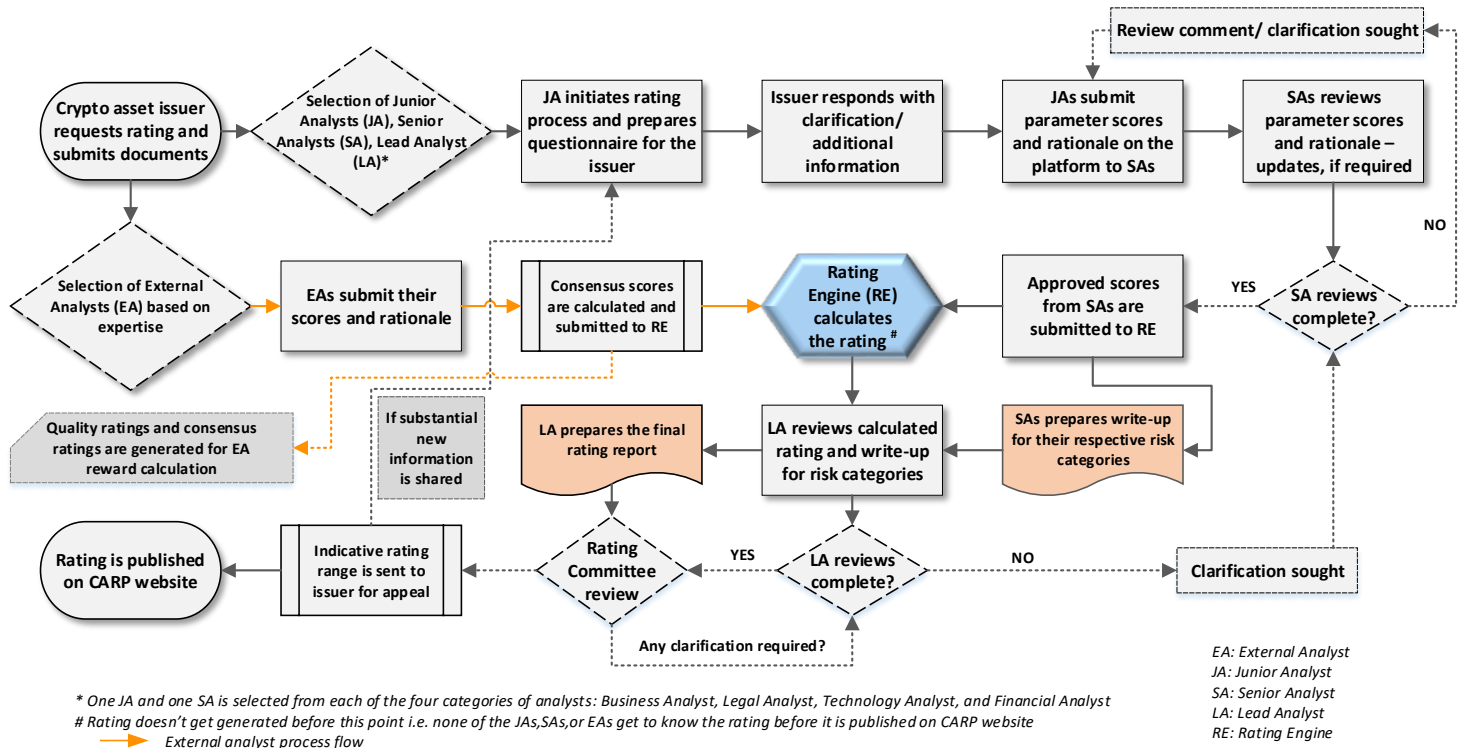 Review comment/ clarification sought
Crypto asset issuer
requests rating and
submits documents
Selection of Junior
Analysts (JA), Senior
Analysts (SA), Lead Analyst
(LA)*
JA initiates rating
process and prepares
questionnaire for the
issuer
Issuer responds with
clarification/
additional
information
JAs submit
parameter scores
and rationale on the
platform to SAs
SAs reviews
parameter scores
and rationale –
updates, if required
NO
Selection of External
Analysts (EA) based on
expertise
EAs submit their
scores and rationale
Consensus scores
are calculated and
submitted to RE
Rating
Engine (RE)
calculates
the rating #
Approved scores
from SAs are
submitted to RE
YES
SA reviews
complete?
Quality ratings and consensus
ratings are generated for EA
reward calculation
If substantial
new
information
is shared
LA prepares the final
rating report
LA reviews calculated
rating and write-up
for risk categories
SAs prepares write-up
for their respective risk
categories
Rating is published
on CARP website
Indicative rating
range is sent to
issuer for appeal
Rating
Committee
review
YES
LA reviews
complete?
NO
Clarification sought
Any clarification required?
EA: External Analyst
JA: Junior Analyst
SA: Senior Analyst
LA: Lead Analyst
RE: Rating Engine
* One JA and one SA is selected from each of the four categories of analysts: Business Analyst, Legal Analyst, Technology Analyst, and Financial Analyst
# Rating doesn't get generated before this point i.e. none of the JAs,SAs,or EAs get to know the rating before it is published on CARP website
External analyst process flow